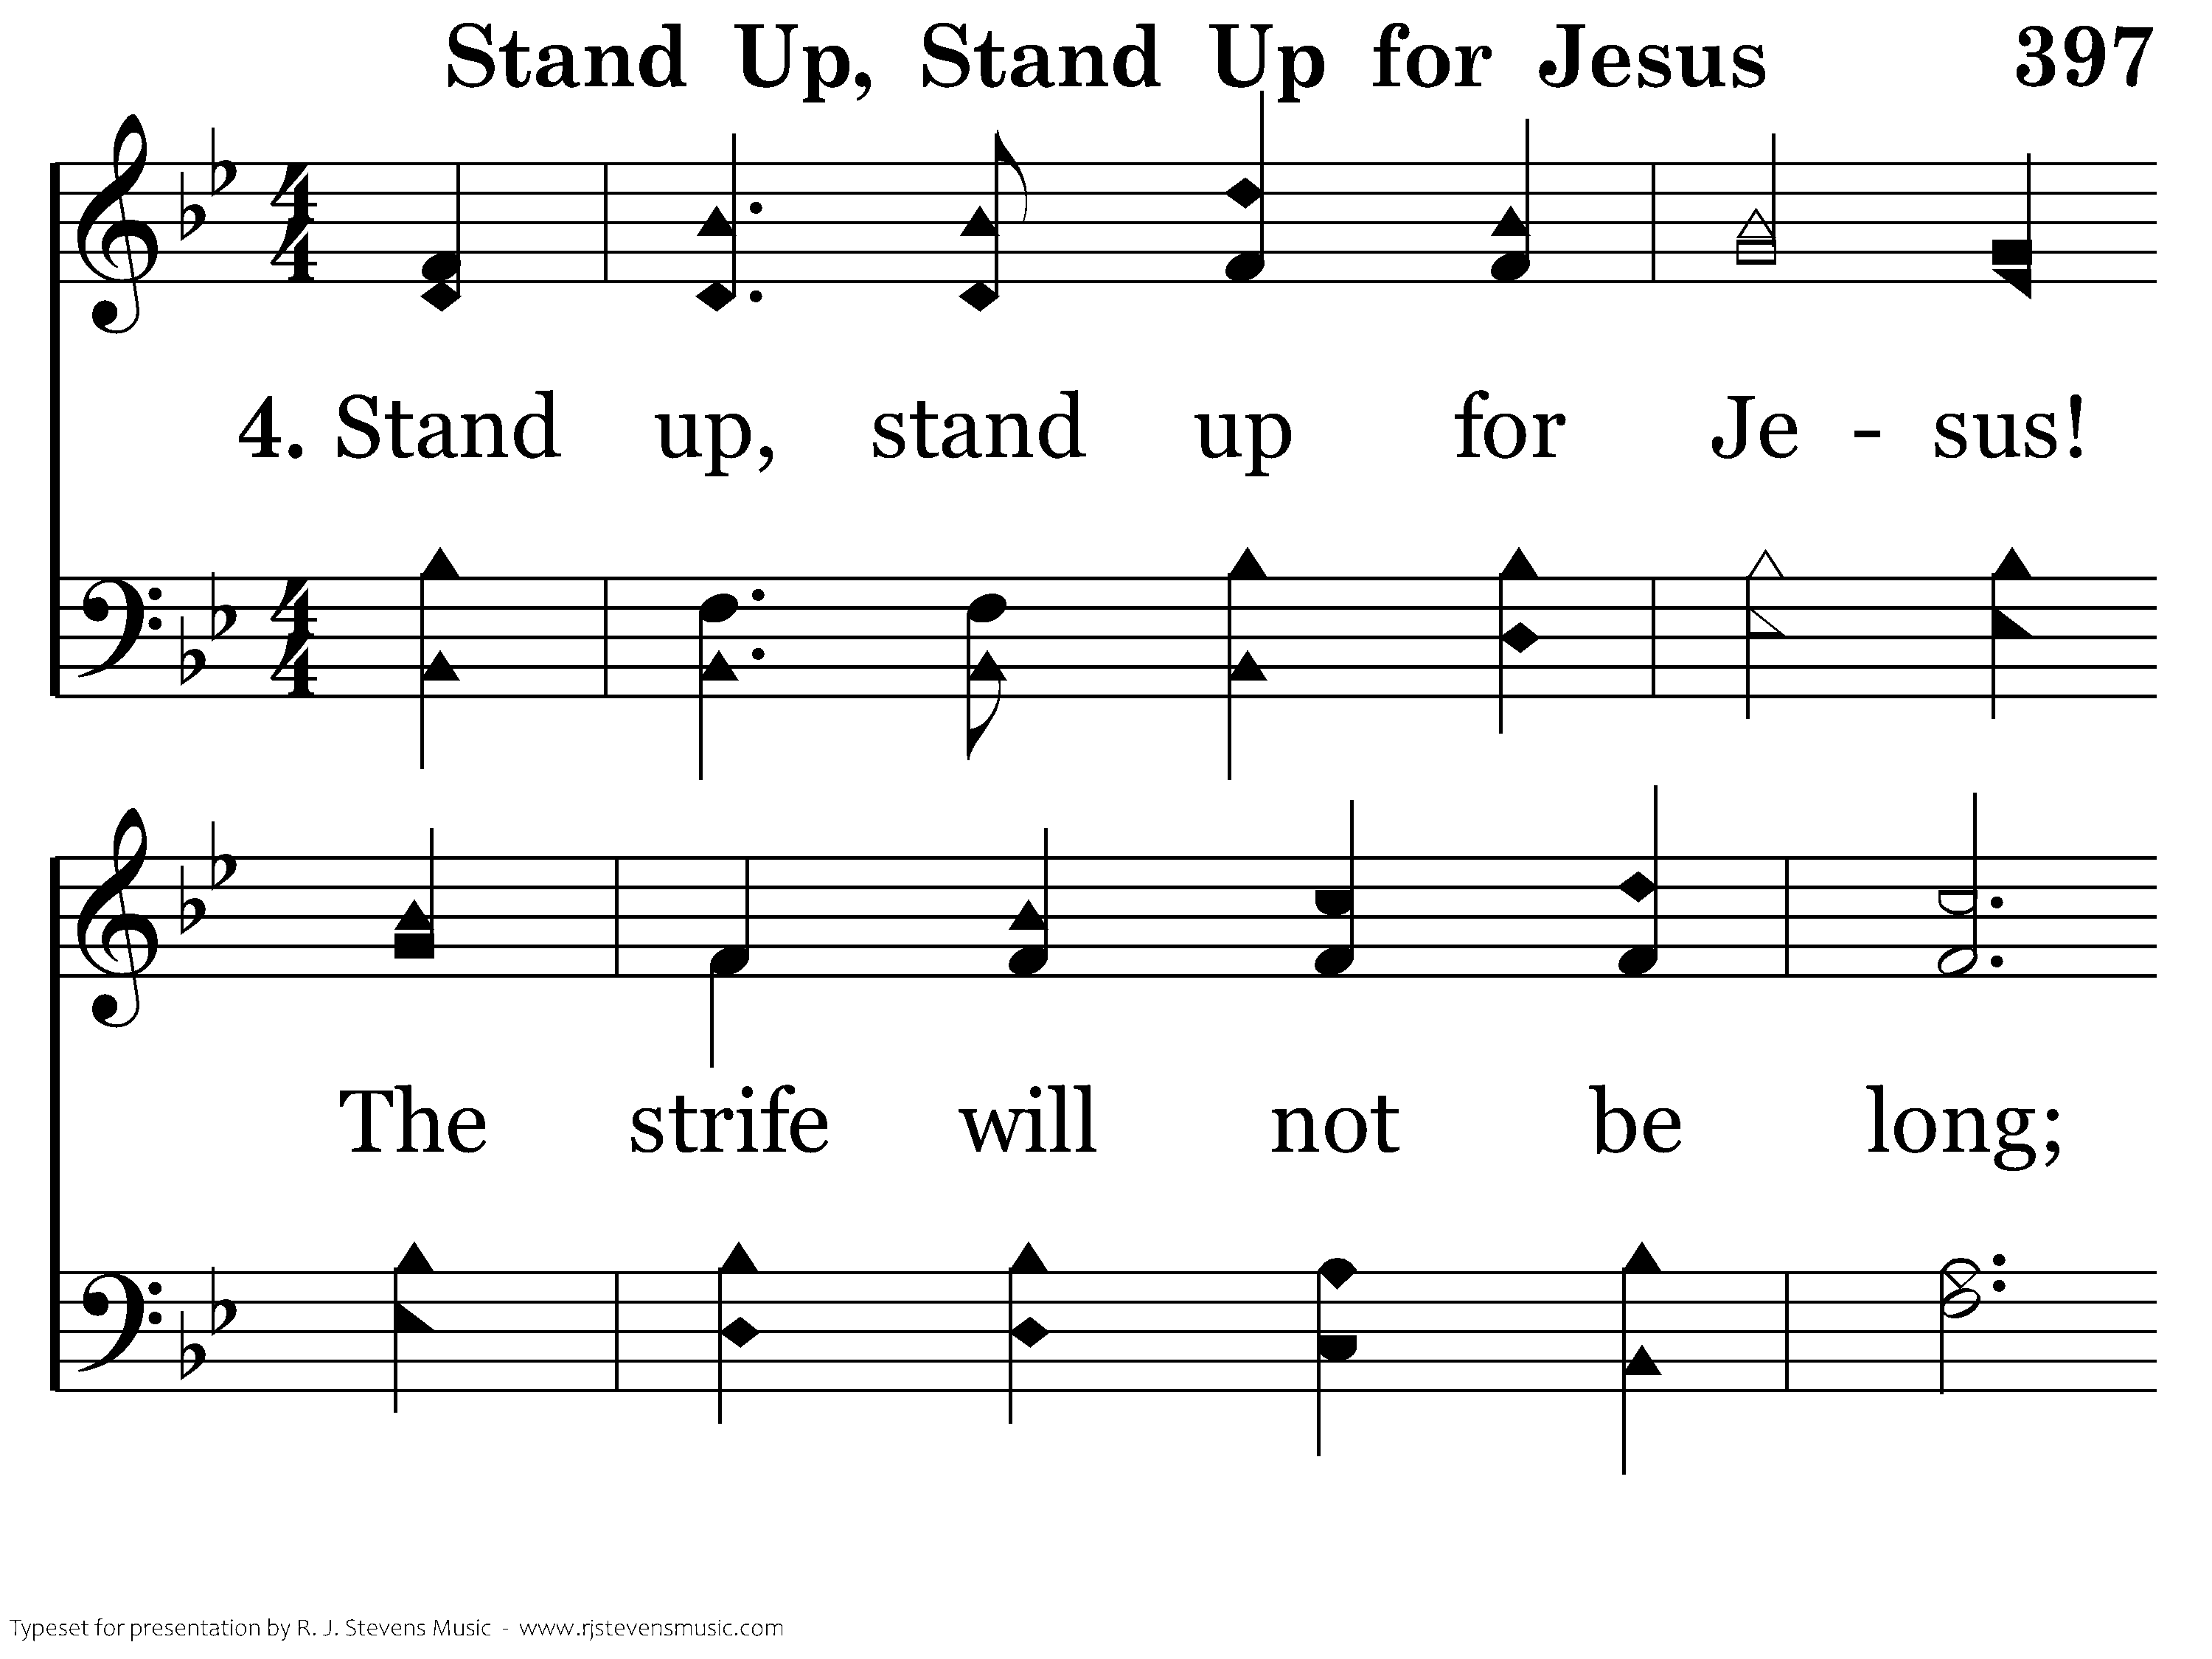 Stand Up, Stand Up for Jesus 397
4. Stand up, stand up for Je - sus!
The strife will not be long;
Typeset for presentation by R. J. Stevens Music - www.rjstevensmusic.com